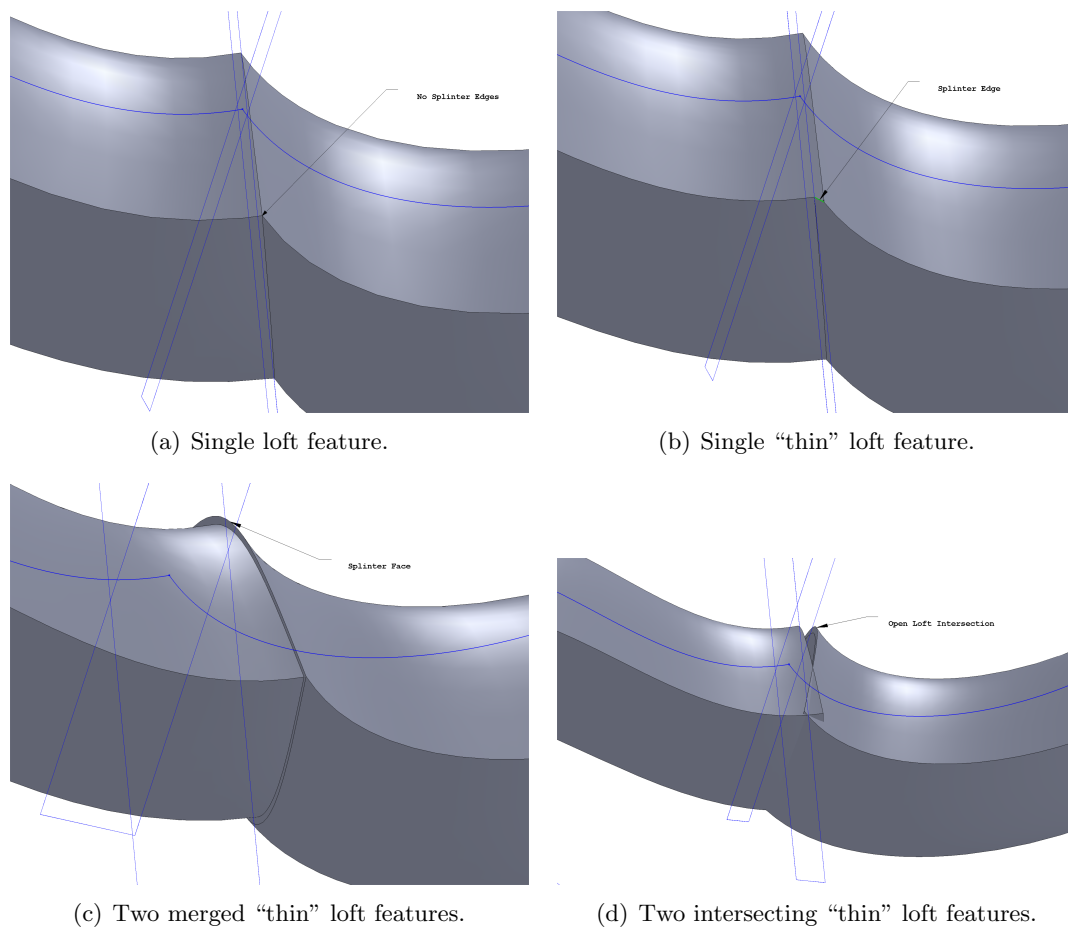 No Splinter Edges
Splinter Edge
(a) Single loft feature.
(b) Single “thin” loft feature.
Splinter Face
Open Loft Intersection
(c) Two merged “thin” loft features.
(d) Two intersecting “thin” loft features.